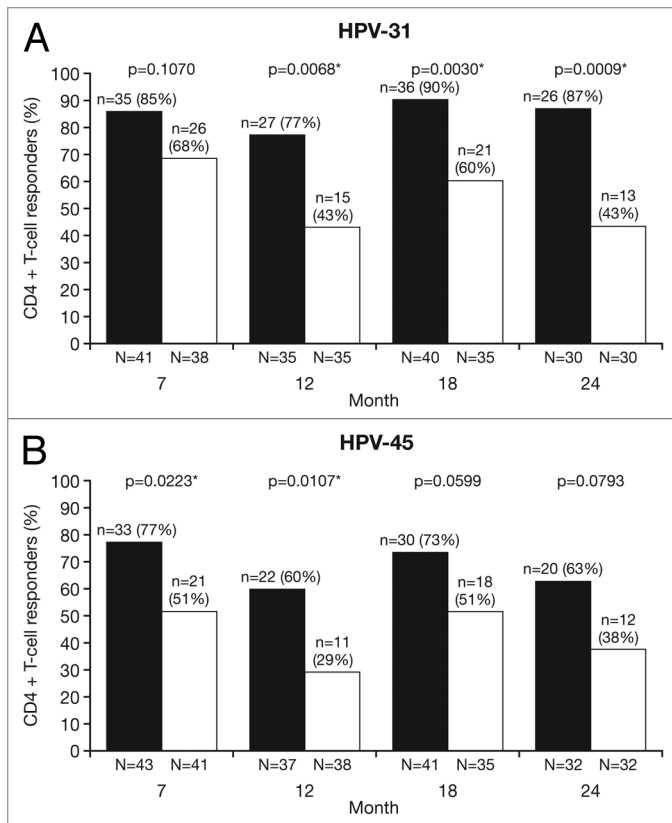 A
HPV-31
p=0.1070 p=0.0068* p=0.0030* p=0.0009*
CD4 + T-cell responders (%)
100
90
80
70
60
50
40
30
20
10
0
n=35 (85%)
n=26
(68%)
n=27 (77%)
n=15
(43%)
n=36 (90%)
n=21
(60%)
n=26 (87%)
n=13
(43%)
N=41 N=38 N=35 N=35 N=40 N=35 N=30 N=30
7 12 18 24
Month
B
HPV-45
p=0.0223* p=0.0107* p=0.0599 p=0.0793
CD4 + T-cell responders (%)
100
90
80
70
60
50
40
30
20
10
0
n=33 (77%)
n=21
(51%)
n=22 (60%)
n=11
(29%)
n=30 (73%)
n=18
(51%)
n=20 (63%)
n=12
(38%)
N=43 N=41 N=37 N=38 N=41 N=35 N=32 N=32
7 12 18 24
Month